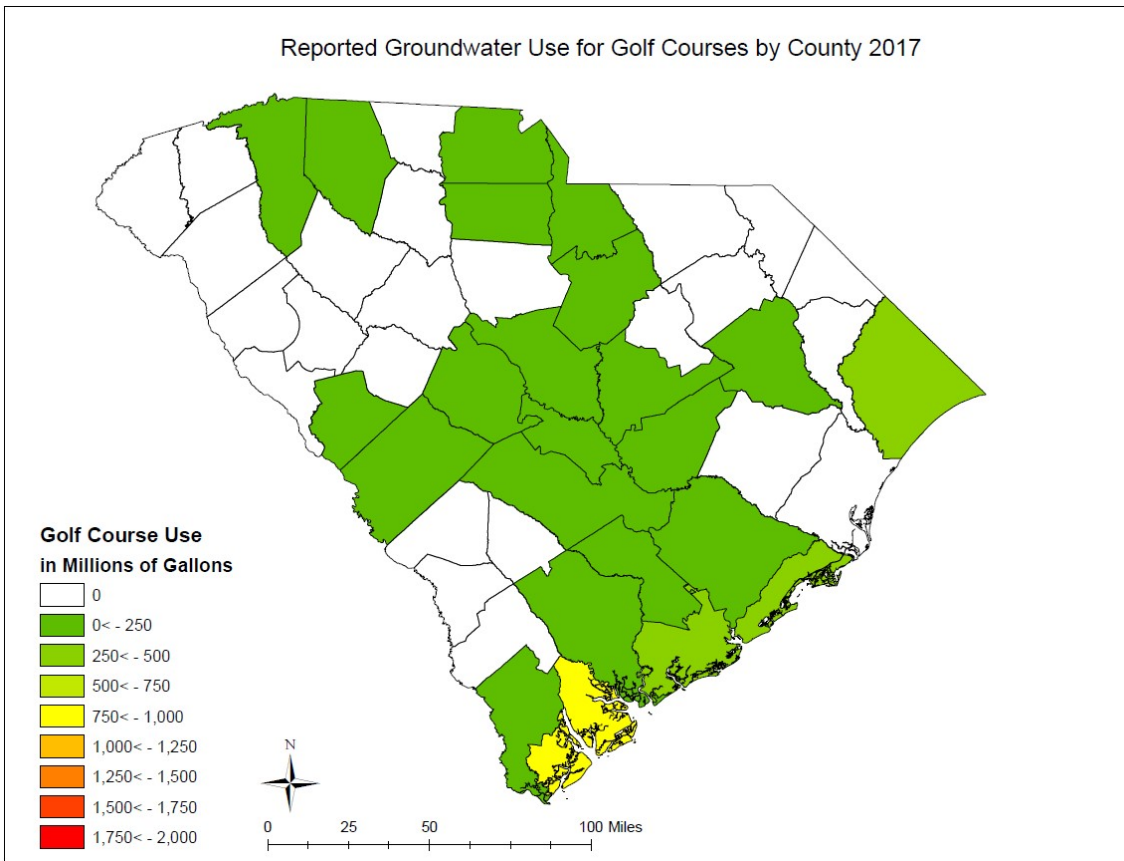 Reported Groundwater Use for Golf Courses by County 2017
Golf Course Use
in Millions of Gallons
0
0< - 250
250< - 500
500< - 750
750< - 1,000
1,000< - 1,250
1,250< - 1,500
1,500< - 1,750
1,750< - 2,000
N
0 25 50 100 Miles